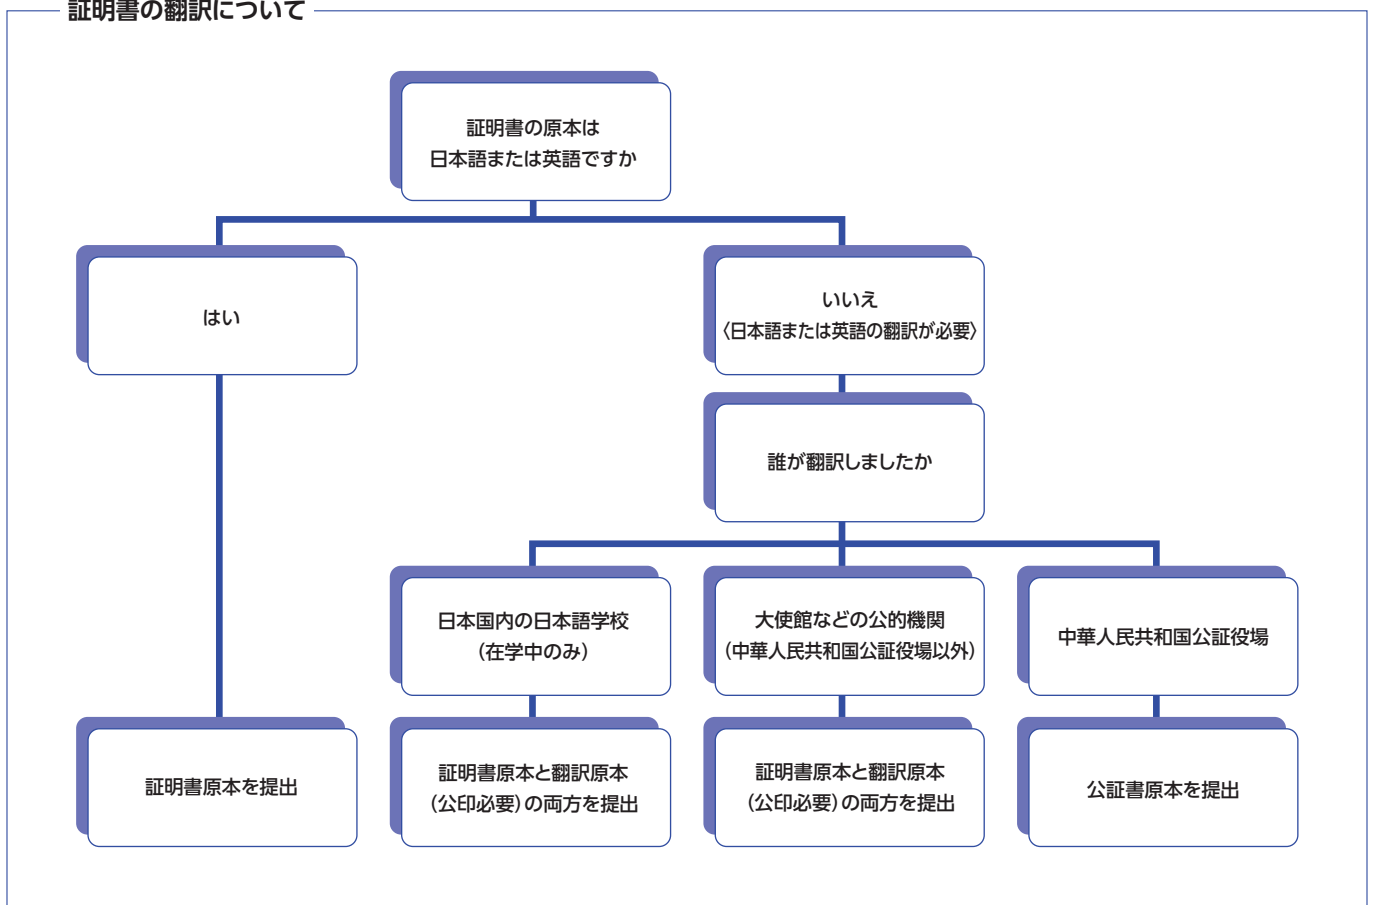 証明書の翻訳について
証明書の原本は
日本語または英語ですか
はい
いいえ
〈日本語または英語の翻訳が必要〉
誰が翻訳しましたか
日本国内の日本語学校
（在学中のみ）
大使館などの公的機関
（中華人民共和国公証役場以外）
中華人民共和国公証役場
証明書原本を提出
証明書原本と翻訳原本
（公印必要）の両方を提出
証明書原本と翻訳原本
（公印必要）の両方を提出
公証書原本を提出